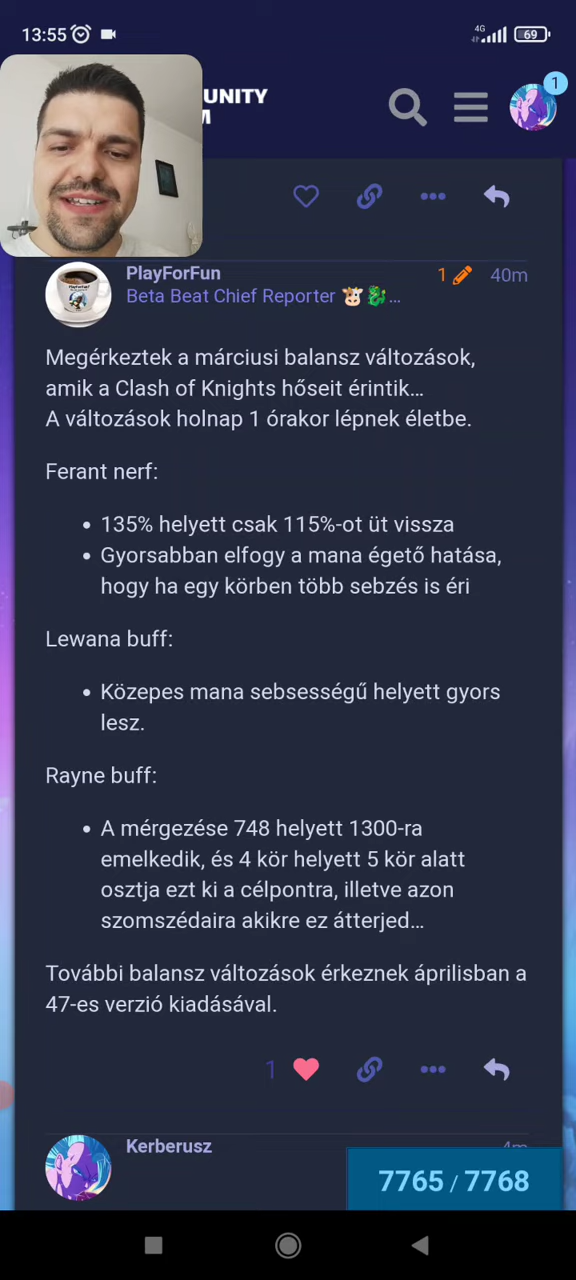 13:55
4G
69
UNITY
M
1
PlayForFun
1
40m
Beta Beat Chief Reporter 🐮🐉...
Megérkeztek a márciusi balansz változások,
amik a Clash of Knights hőseit érintik...
A változások holnap 1 órakor lépnek életbe.
Ferant nerf:
• 135% helyett csak 115%-ot üt vissza
• Gyorsabban elfogy a mana égető hatása,
hogy ha egy körben több sebzés is éri
Lewana buff:
• Közepes mana sebsességű helyett gyors
lesz.
Rayne buff:
• A mérgezése 748 helyett 1300-ra
emelkedik, és 4 kör helyett 5 kör alatt
osztja ezt ki a célpontra, illetve azon
szomszédaira akikre ez átterjed...
További balansz változások érkeznek áprilisban a
47-es verzió kiadásával.
1
Kerberusz
4m
7765 / 7768